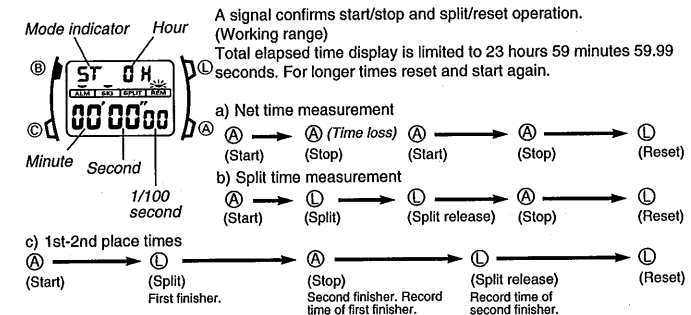 A signal confirms start/stop and split/reset operation.
(Working range)
Total elapsed time display is limited to 23 hours 59 minutes 59.99
seconds. For longer times reset and start again.
Mode indicator Hour
B L
ST 0H
ALM SIG SPLIT REM
00'00"00
C A
Minute Second
1/100
second
a) Net time measurement
A A (Time loss) A A L
(Start) (Stop) (Start) (Stop) (Reset)
b) Split time measurement
A L L A L
(Start) (Split) (Split release) (Stop) (Reset)
c) 1st-2nd place times
A L A L L
(Start) (Split) (Stop) (Split release) (Reset)
First finisher. Second finisher. Record Record time of
time of first finisher. second finisher.